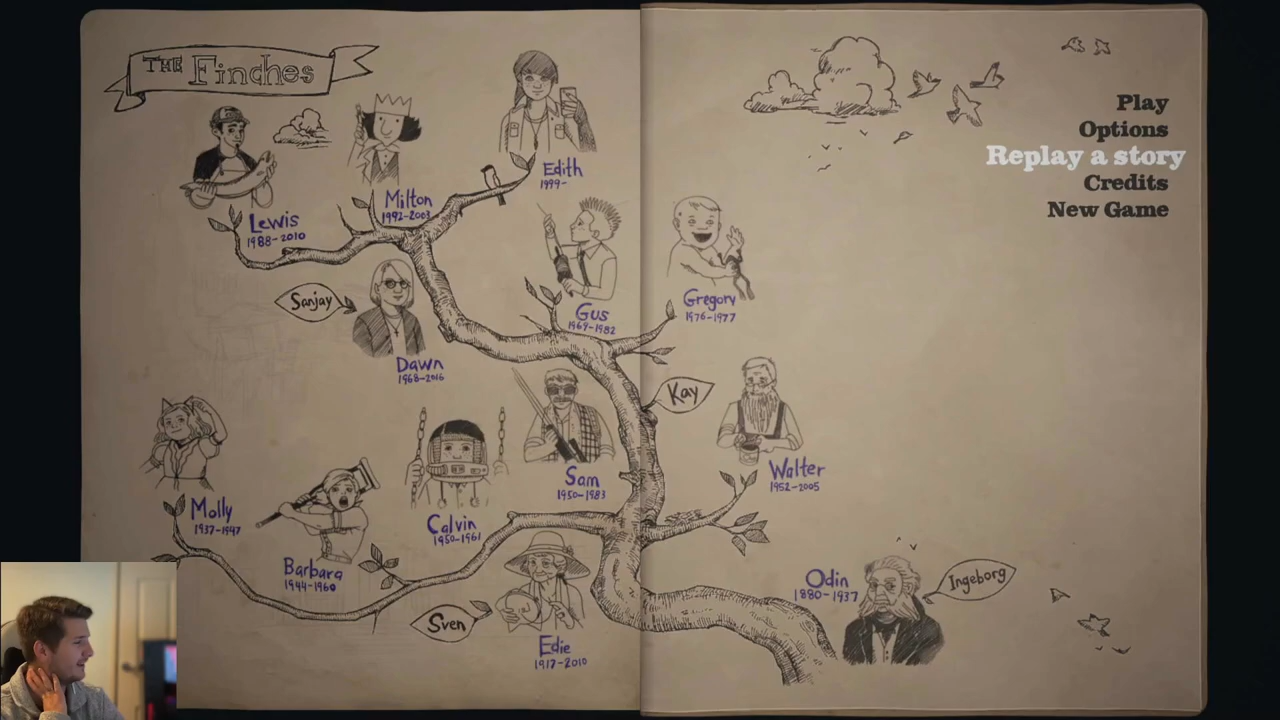 THE Finches
Play
Options
Replay a story
Credits
New Game
Edith
1999-
Milton
1992-2003
Lewis
1988-2010
Sanjay
Gus
1969-1982
Gregory
1976-1977
Dawn
1968-2016
Kay
Sam
1950-1983
Walter
1952-2005
Molly
1937-1947
Calvin
1950-1961
Barbara
1944-1960
Odin
1880-1937
Ingeborg
Sven
Edie
1917-2010